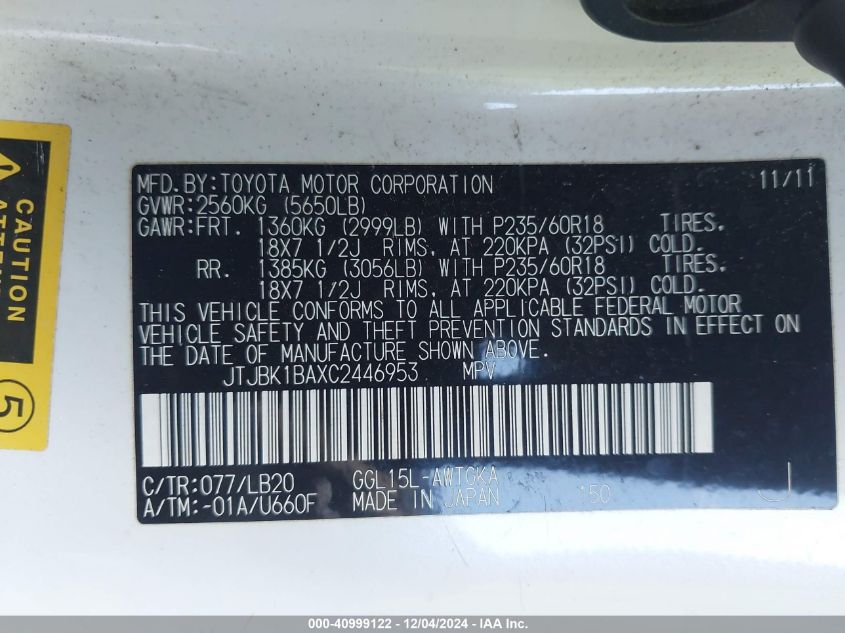 CAUTION
ATTENTION
5
MFD.BY:TOYOTA MOTOR CORPORATION 11/11
GVWR:2560KG (5650LB)
GAWR:FRT. 1360KG (2999LB) WITH P235/60R18 TIRES.
18X7 1/2J RIMS, AT 220KPA (32PSI) COLD.
RR. 1385KG (3056LB) WITH P235/60R18 TIRES.
18X7 1/2J RIMS, AT 220KPA (32PSI) COLD.
THIS VEHICLE CONFORMS TO ALL APPLICABLE FEDERAL MOTOR
VEHICLE SAFETY AND THEFT PREVENTION STANDARDS IN EFFECT ON
THE DATE OF MANUFACTURE SHOWN ABOVE.
JTJBK1BAXC2446953 MPV
C/TR:077/LB20 GGL15L-AWTGKA
A/TM:-01A/U660F MADE IN JAPAN *50 J
000-40999122 - 12/04/2024 - IAA Inc.